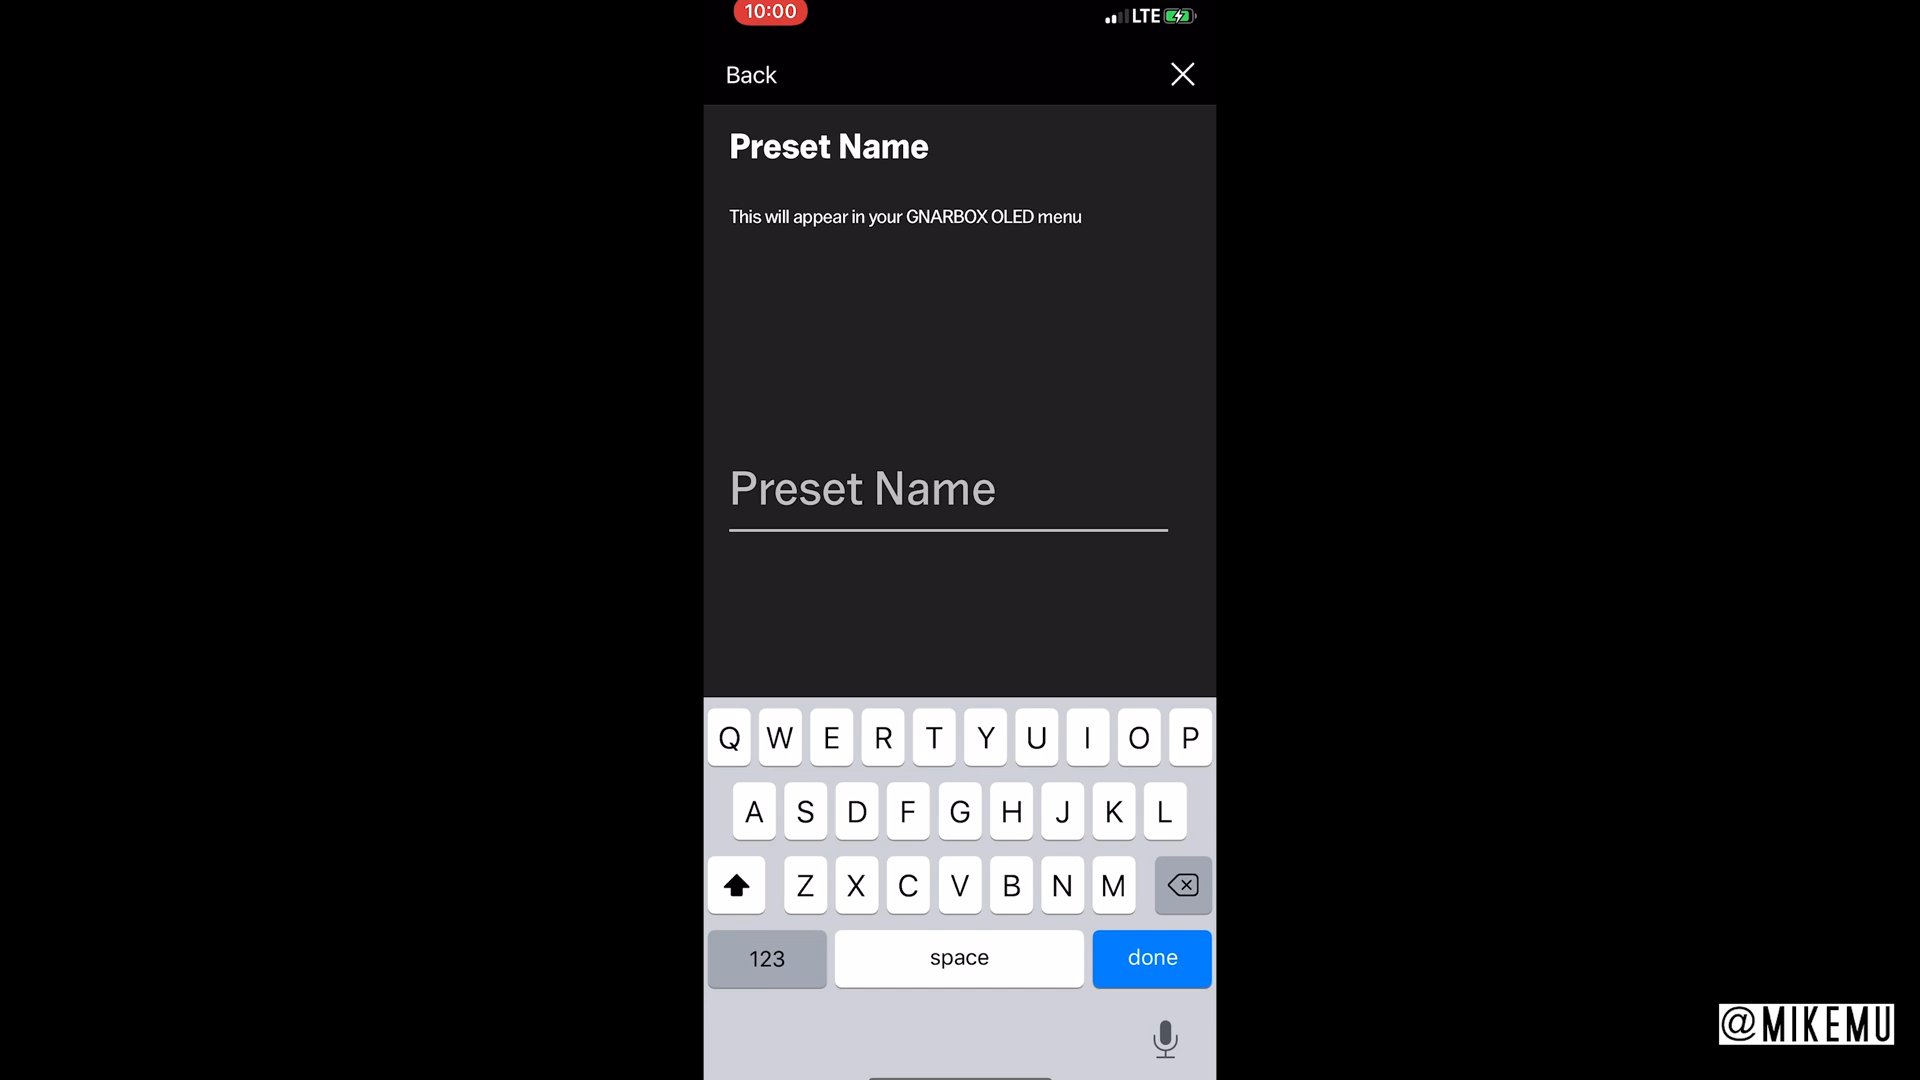 10:00 LTE
Back
Preset Name
This will appear in your GNARBOX OLED menu
Preset Name
Q W E R T Y U I O P
A S D F G H J K L
Z X C V B N M
123 space done
@MIKEMU